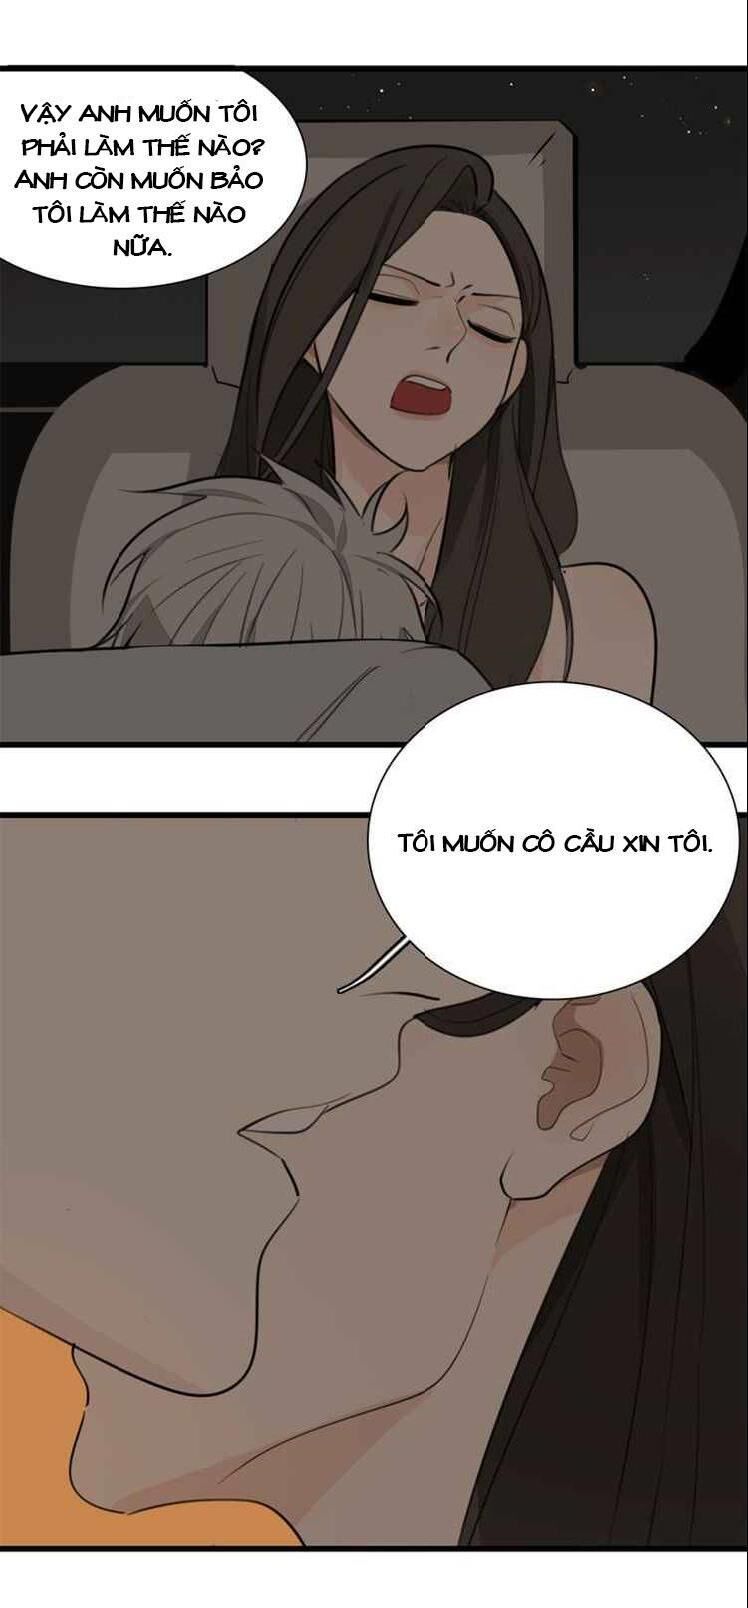 VẬY ANH MUỐN TÔI
PHẢI LÀM THẾ NÀO?
ANH CÒN MUỐN BẢO
TÔI LÀM THẾ NÀO
NỮA.
TÔI MUỐN CÔ CẦU XIN TÔI.